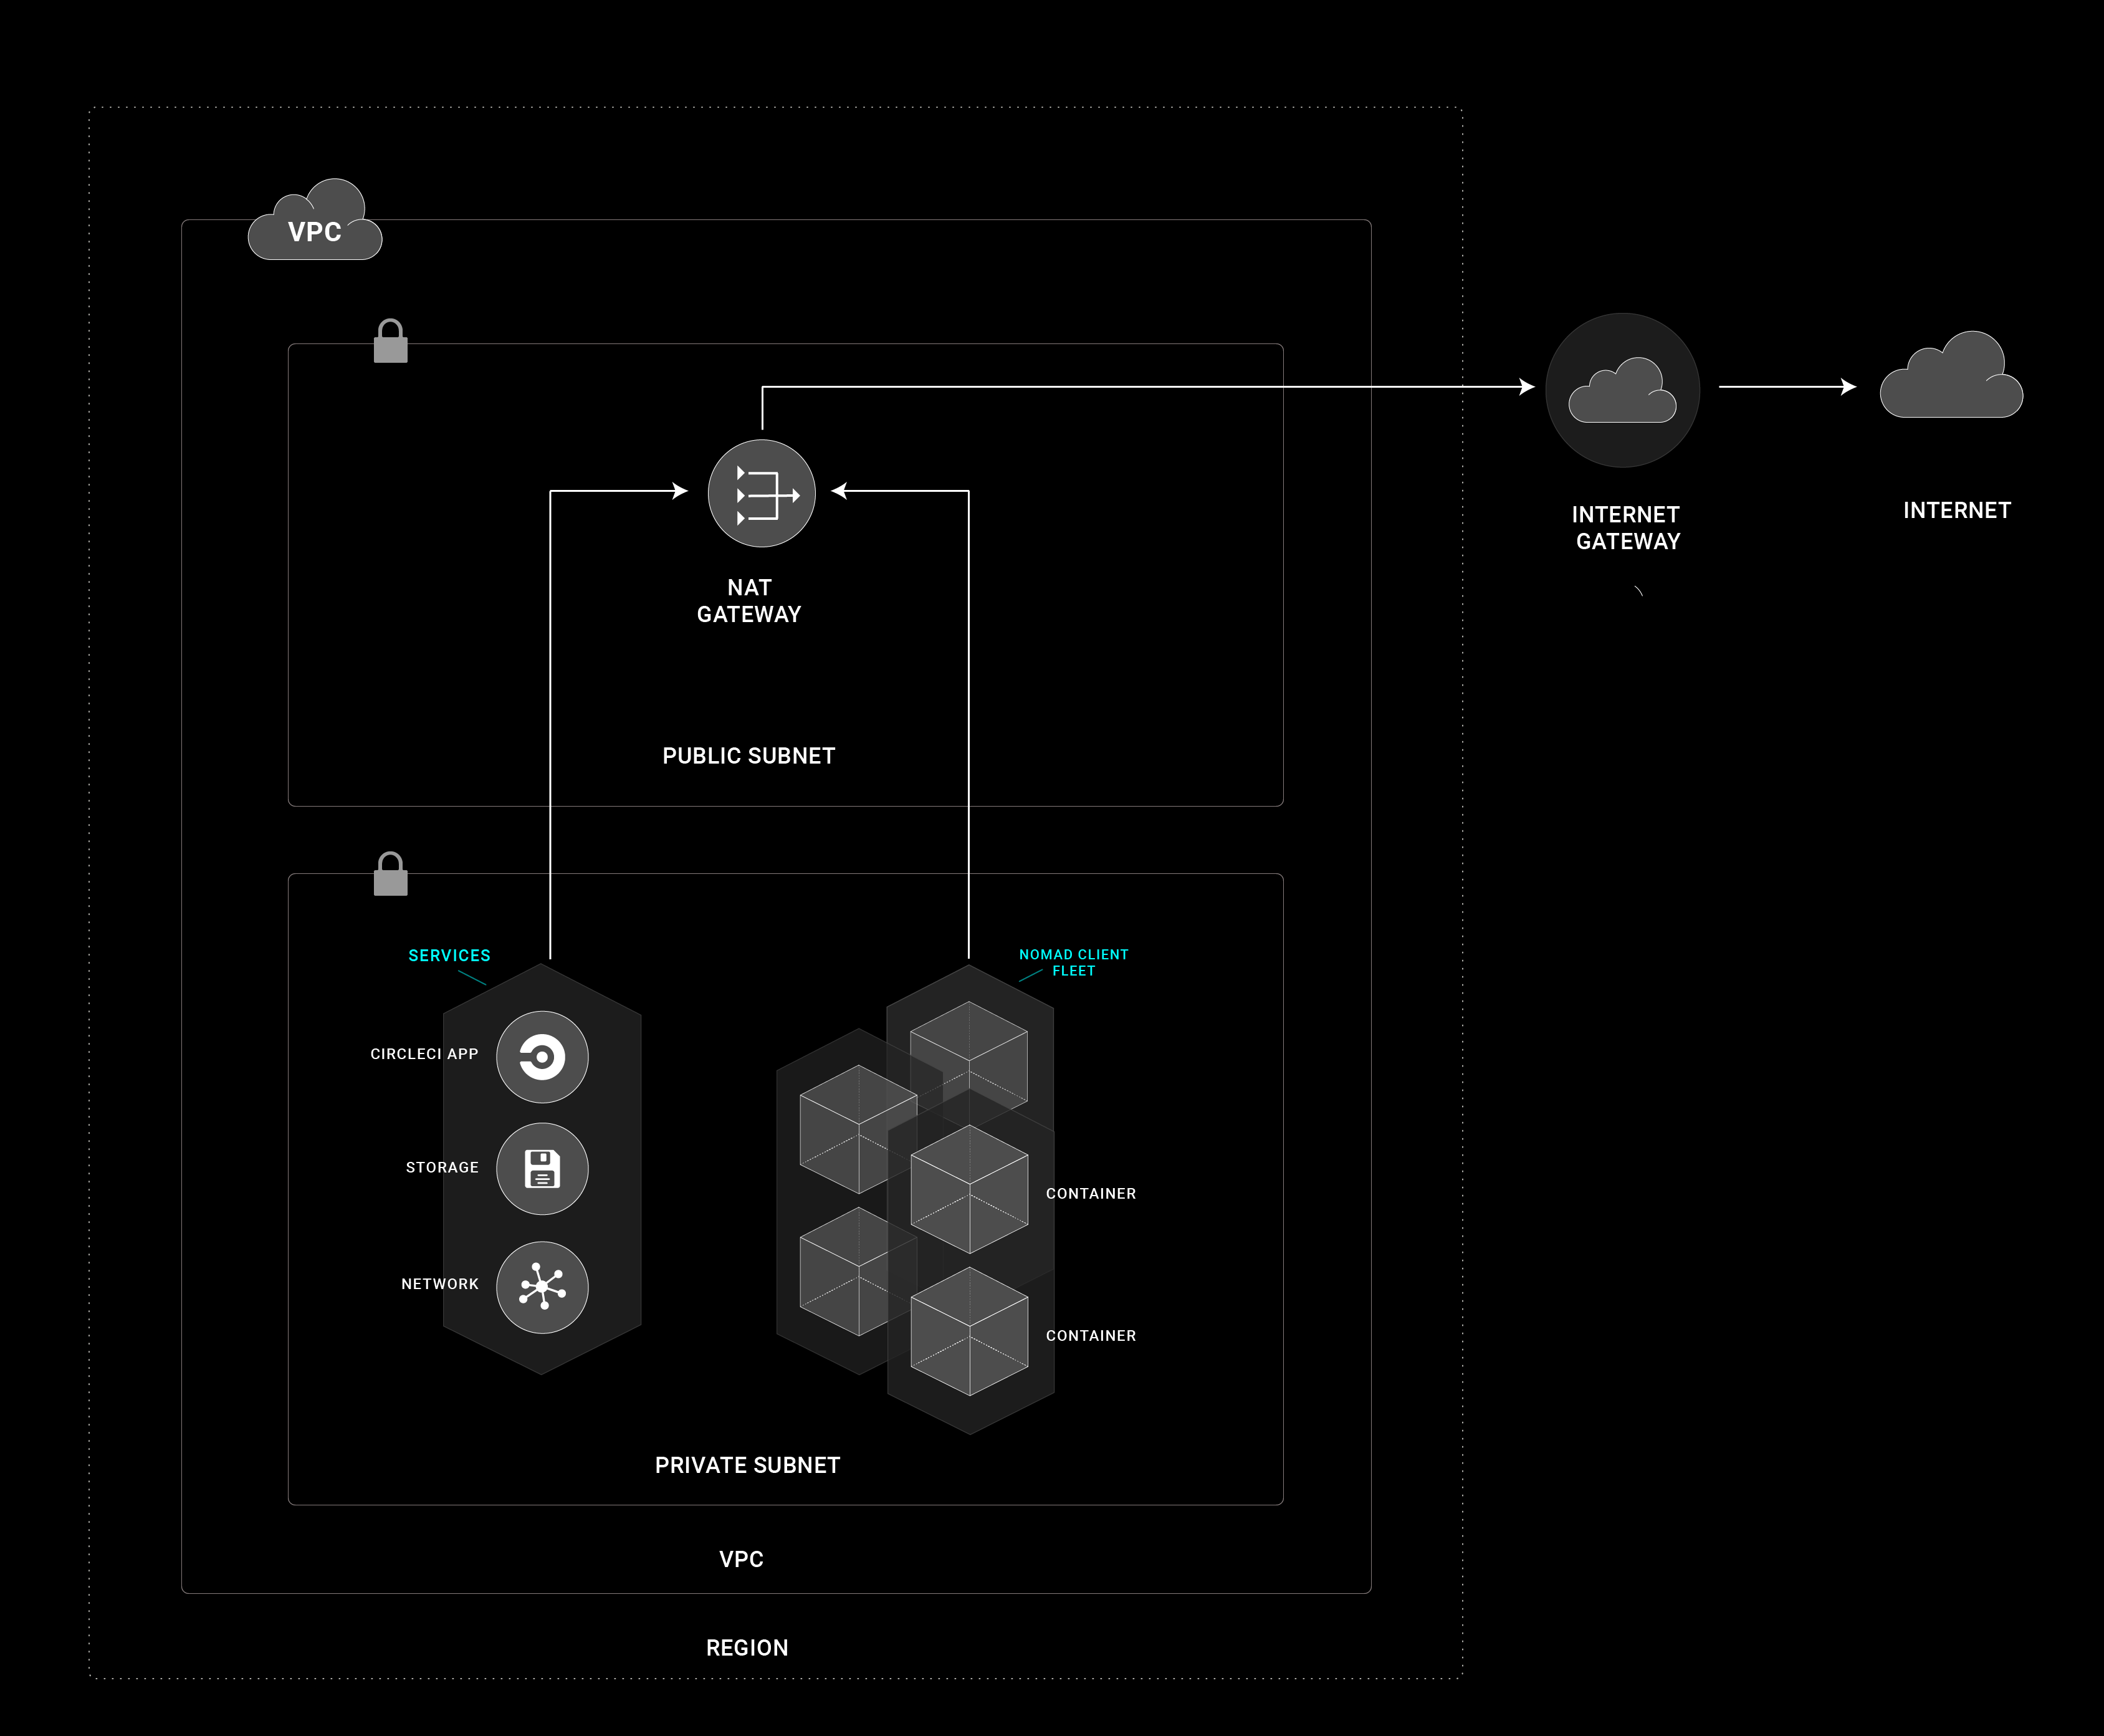 VPC
INTERNET
GATEWAY
INTERNET
NAT
GATEWAY
PUBLIC SUBNET
SERVICES
NOMAD CLIENT
FLEET
CIRCLECI APP
STORAGE
CONTAINER
NETWORK
CONTAINER
PRIVATE SUBNET
VPC
REGION